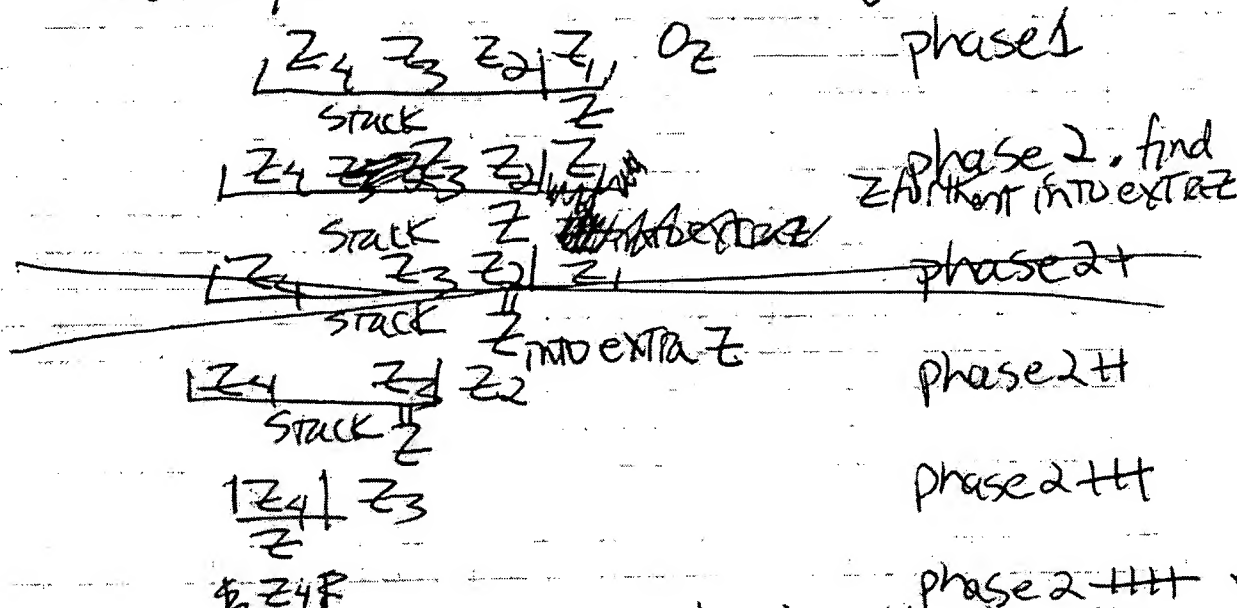 Z4 Z3 Z2 Z1 Oz phase1
stack Z
Z4 Z3 Z2 Z1 phase 2. find
stack Z into extra Z
Z4 Z3 Z2 Z1 phase2+
stack Z into extra Z
Z4 Z3 Z2 phase2++
stack Z
Z4 Z3 phase2+++
Z
Z4 phase2++++